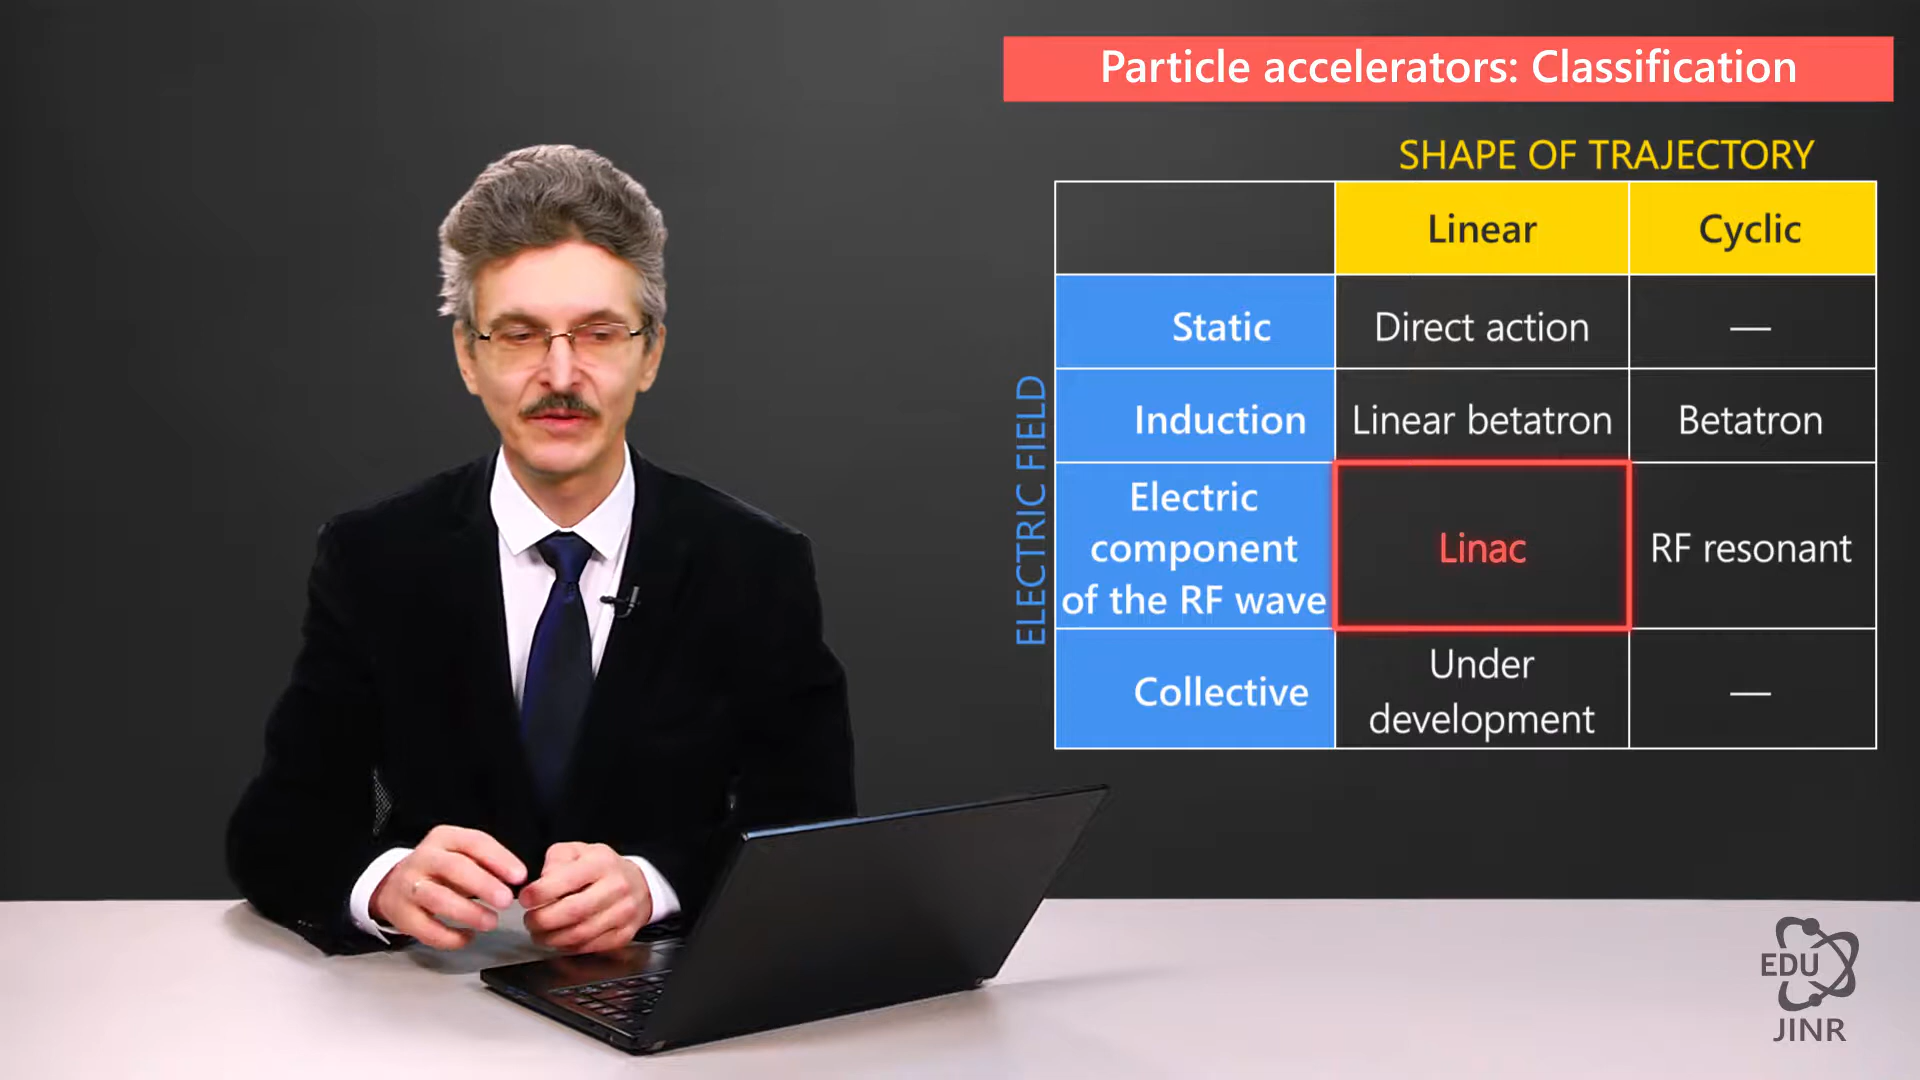 Particle accelerators: Classification
SHAPE OF TRAJECTORY
Linear
Cyclic
ELECTRIC FIELD
Static
Direct action
—
Induction
Linear betatron
Betatron
Electric
component
of the RF wave
Linac
RF resonant
Collective
Under
development
—
EDU
JINR